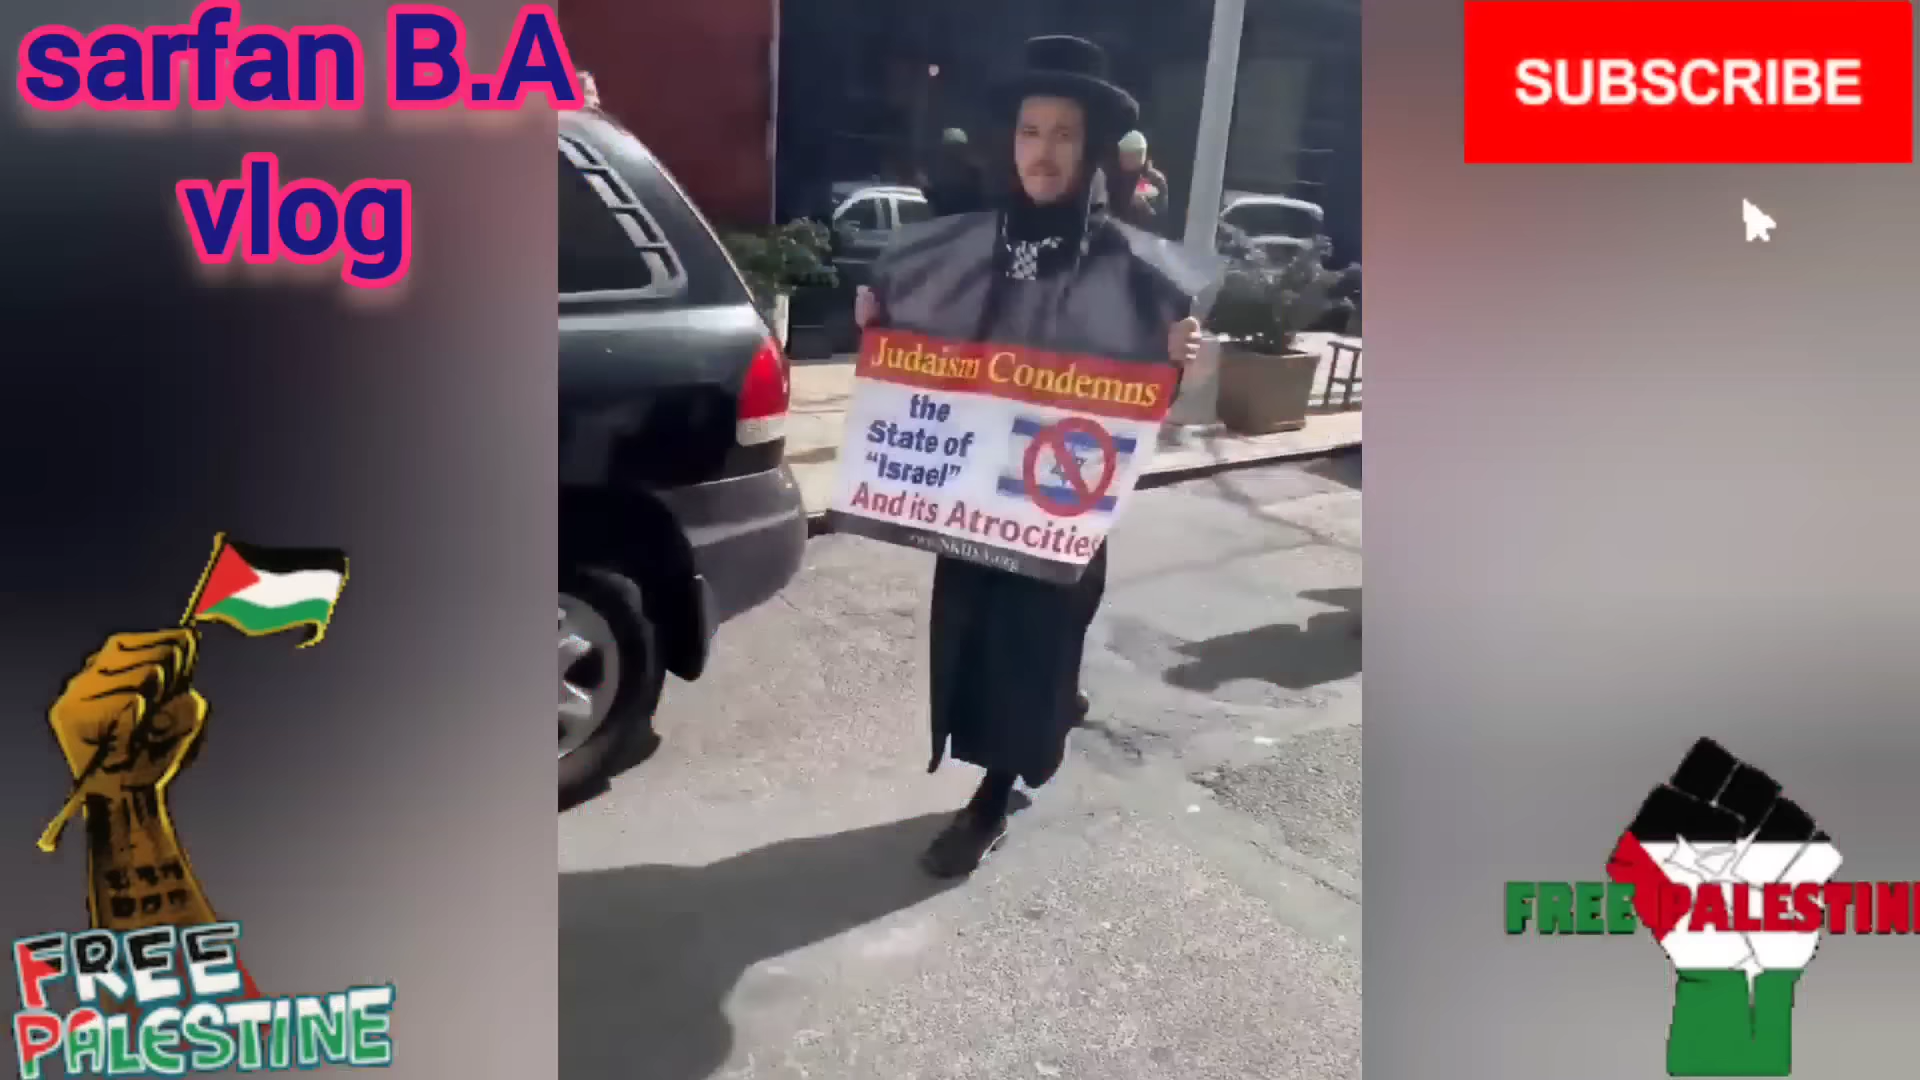 sarfan B.A
vlog
SUBSCRIBE
Judaism Condemns
the
State of
"Israel"
And its Atrocities
FREE
PALESTINE
FREE PALESTIN